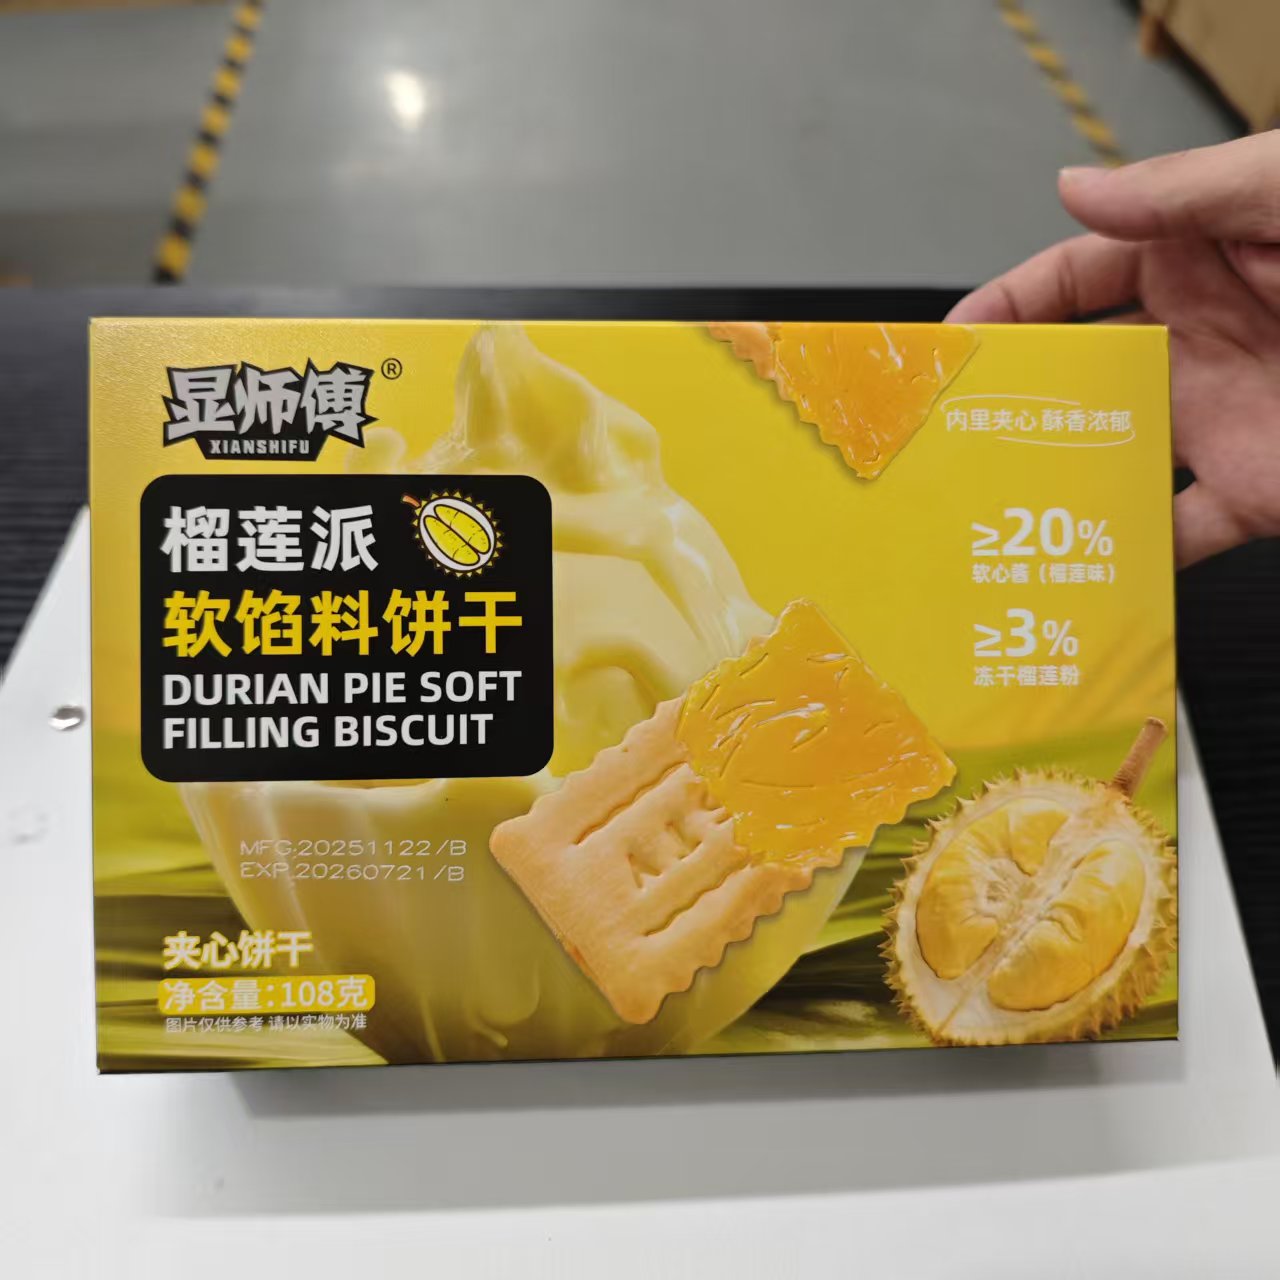 显师傅®
XIANSHIFU
内里夹心 酥香浓郁
榴莲派
软馅料饼干
DURIAN PIE SOFT
FILLING BISCUIT
≥20%
软心酱（榴莲味）
≥3%
冻干榴莲粉
MFG.20251122/B
EXP.20260721/B
夹心饼干
净含量:108克
图片仅供参考 请以实物为准